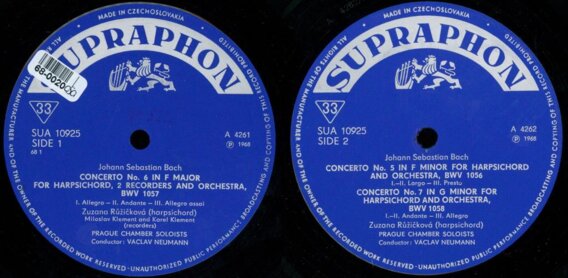 MADE IN CZECHOSLOVAKIA
SUPRAPHON
68-0020
33
SUA 10925
SIDE 1
68 1
A 4261
℗ 1968
Johann Sebastian Bach
CONCERTO No. 6 IN F MAJOR
FOR HARPSICHORD, 2 RECORDERS AND ORCHESTRA,
BWV 1057
I. Allegro – II. Andante – III. Allegro assai
Zuzana Růžičková (harpsichord)
Miloslav Klement and Karel Klement
(recorders)
PRAGUE CHAMBER SOLOISTS
Conductor: VACLAV NEUMANN
ALL RIGHTS OF THE MANUFACTURER AND OF THE OWNER OF THE RECORDED WORK RESERVED · UNAUTHORIZED PUBLIC PERFORMANCE BROADCASTING AND COPYING OF THIS RECORD PROHIBITED
MADE IN CZECHOSLOVAKIA
SUPRAPHON
33
SUA 10925
SIDE 2
A 4262
℗ 1968
Johann Sebastian Bach
CONCERTO No. 5 IN F MINOR FOR HARPSICHORD
AND ORCHESTRA, BWV 1056
I.–II. Largo – III. Presto
CONCERTO No. 7 IN G MINOR FOR
HARPSICHORD AND ORCHESTRA,
BWV 1058
I.–II. Andante – III. Allegro
Zuzana Růžičková (harpsichord)
PRAGUE CHAMBER SOLOISTS
Conductor: VACLAV NEUMANN
ALL RIGHTS OF THE MANUFACTURER AND OF THE OWNER OF THE RECORDED WORK RESERVED · UNAUTHORIZED PUBLIC PERFORMANCE BROADCASTING AND COPYING OF THIS RECORD PROHIBITED